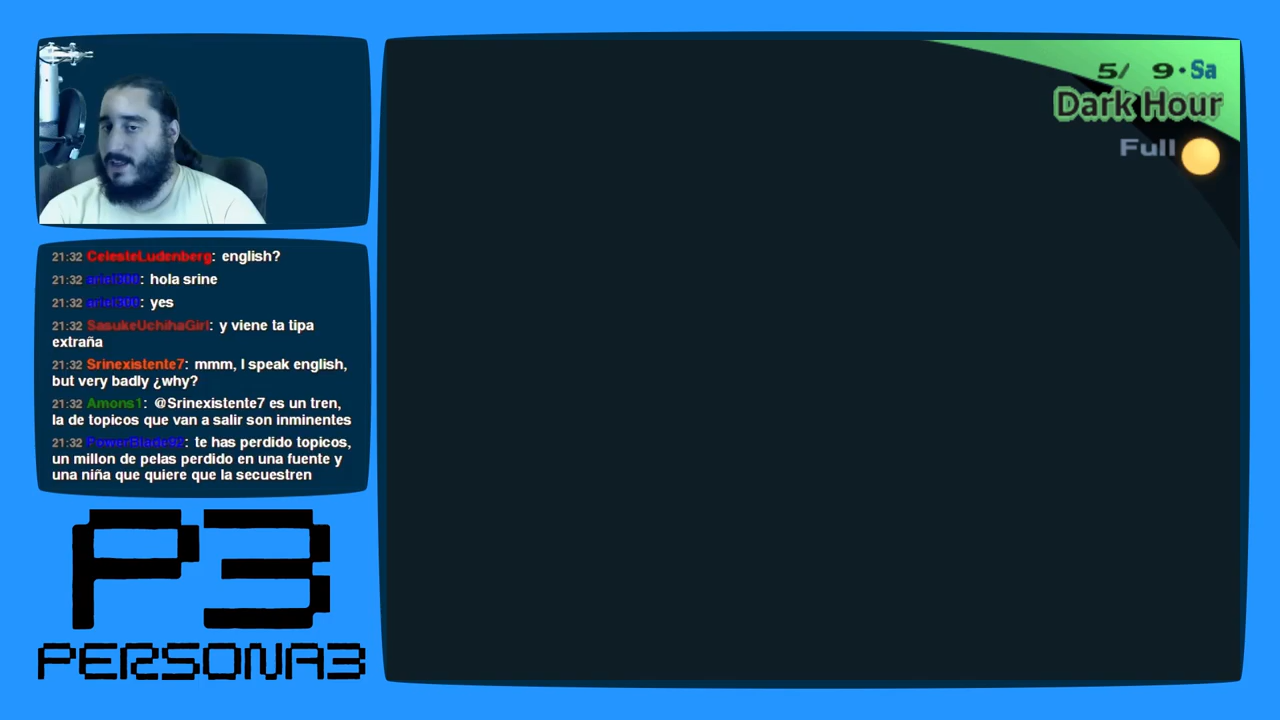 5/ 9·Sa
Dark Hour
Full
21:32 CelesteLudenberg: english?
21:32 ariel300: hola srine
21:32 ariel300: yes
21:32 SasukeUchihaGirl: y viene ta tipa
extraña
21:32 Srinexistente7: mmm, I speak english,
but very badly ¿why?
21:32 Amons1: @Srinexistente7 es un tren,
la de topicos que van a salir son inminentes
21:32 : te has perdido topicos,
un millon de pelas perdido en una fuente y
una niña que quiere que la secuestren
P3
PERSONA3